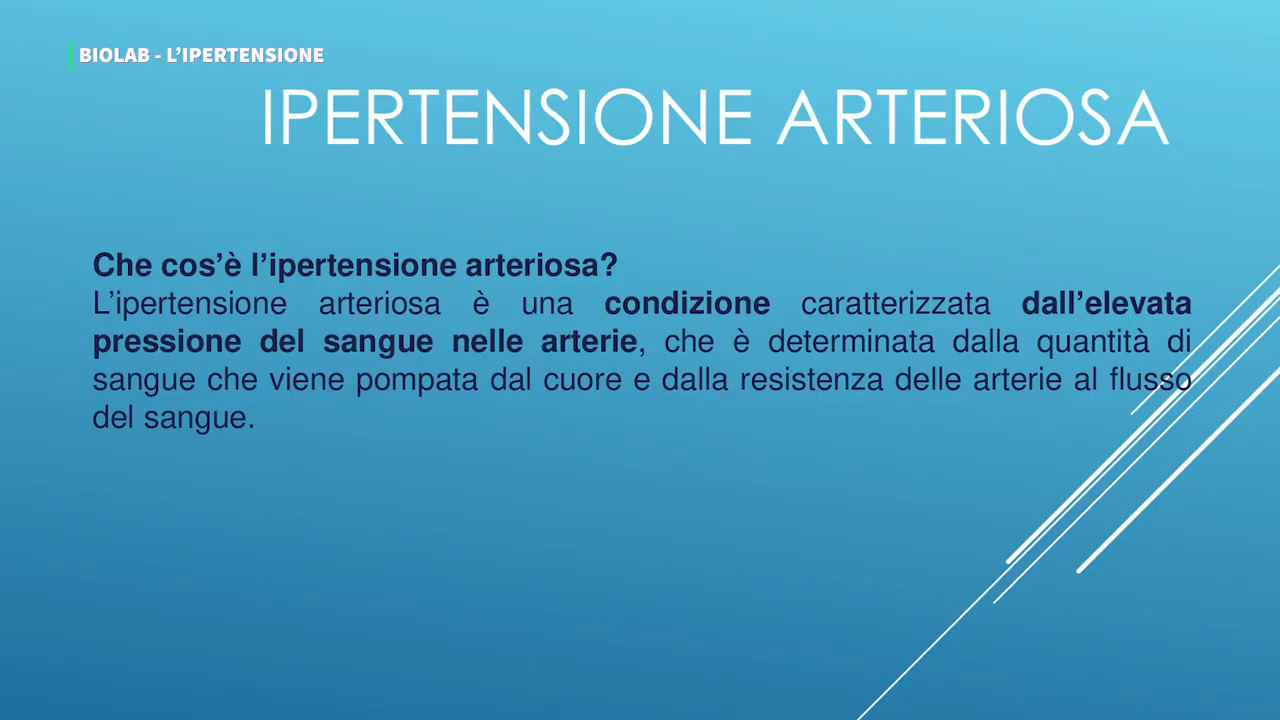 BIOLAB - L’IPERTENSIONE
IPERTENSIONE ARTERIOSA
Che cos’è l’ipertensione arteriosa?
L’ipertensione arteriosa è una condizione caratterizzata dall’elevata
pressione del sangue nelle arterie, che è determinata dalla quantità di
sangue che viene pompata dal cuore e dalla resistenza delle arterie al flusso
del sangue.